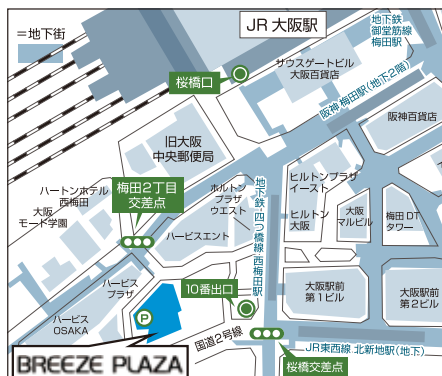 JR 大阪駅
地下鉄
御堂筋線
梅田駅
＝地下街
桜橋口
サウスゲートビル
大阪百貨店
阪神 梅田駅(地下2階)
阪神百貨店
旧大阪
中央郵便局
梅田2丁目
交差点
ハートンホテル
西梅田
大阪
モード学園
ホルトン
プラザ
ウエスト
ヒルトンプラザ
イースト
ヒルトン
大阪
大阪
マルビル
梅田 DT
タワー
ハービスエント
地下鉄 四つ橋線 西梅田駅
ハービス
プラザ
10番出口
大阪駅前
第1ビル
大阪駅前
第2ビル
ハービス
OSAKA
P
国道2号線
JR東西線 北新地駅(地下)
桜橋交差点
BREEZE PLAZA